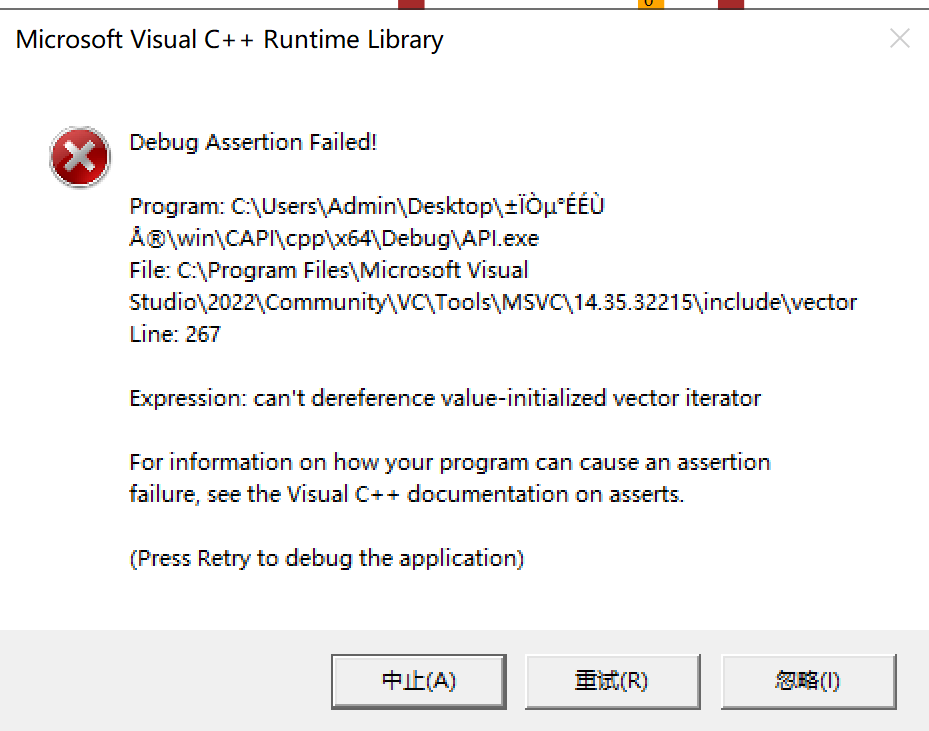 0
Microsoft Visual C++ Runtime Library
Debug Assertion Failed!
Program: C:\Users\Admin\Desktop\±ÏÒµ°ÉÉÙ
Å®\win\CAPI\cpp\x64\Debug\API.exe
File: C:\Program Files\Microsoft Visual
Studio\2022\Community\VC\Tools\MSVC\14.35.32215\include\vector
Line: 267
Expression: can't dereference value-initialized vector iterator
For information on how your program can cause an assertion
failure, see the Visual C++ documentation on asserts.
(Press Retry to debug the application)
中止(A)
重试(R)
忽略(I)